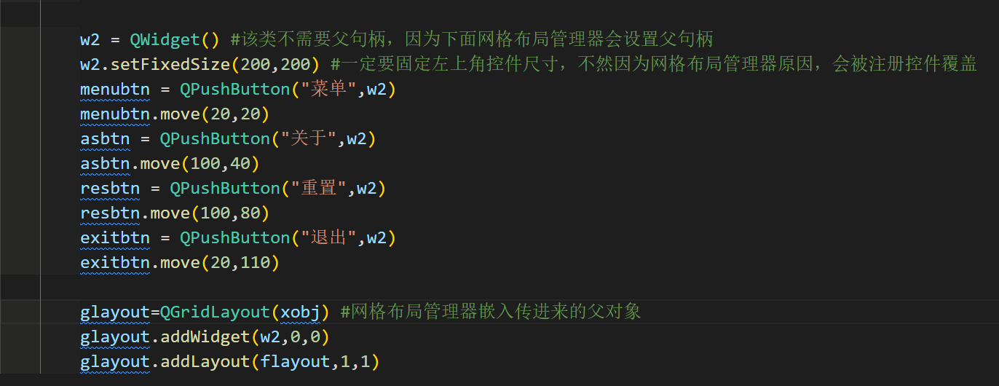 w2 = QWidget() #该类不需要父句柄，因为下面网格布局管理器会设置父句柄
w2.setFixedSize(200,200) #一定要固定左上角控件尺寸，不然因为网格布局管理器原因，会被注册控件覆盖
menubtn = QPushButton("菜单",w2)
menubtn.move(20,20)
asbtn = QPushButton("关于",w2)
asbtn.move(100,40)
resbtn = QPushButton("重置",w2)
resbtn.move(100,80)
exitbtn = QPushButton("退出",w2)
exitbtn.move(20,110)
glayout=QGridLayout(xobj) #网格布局管理器嵌入传进来的父对象
glayout.addWidget(w2,0,0)
glayout.addLayout(flayout,1,1)